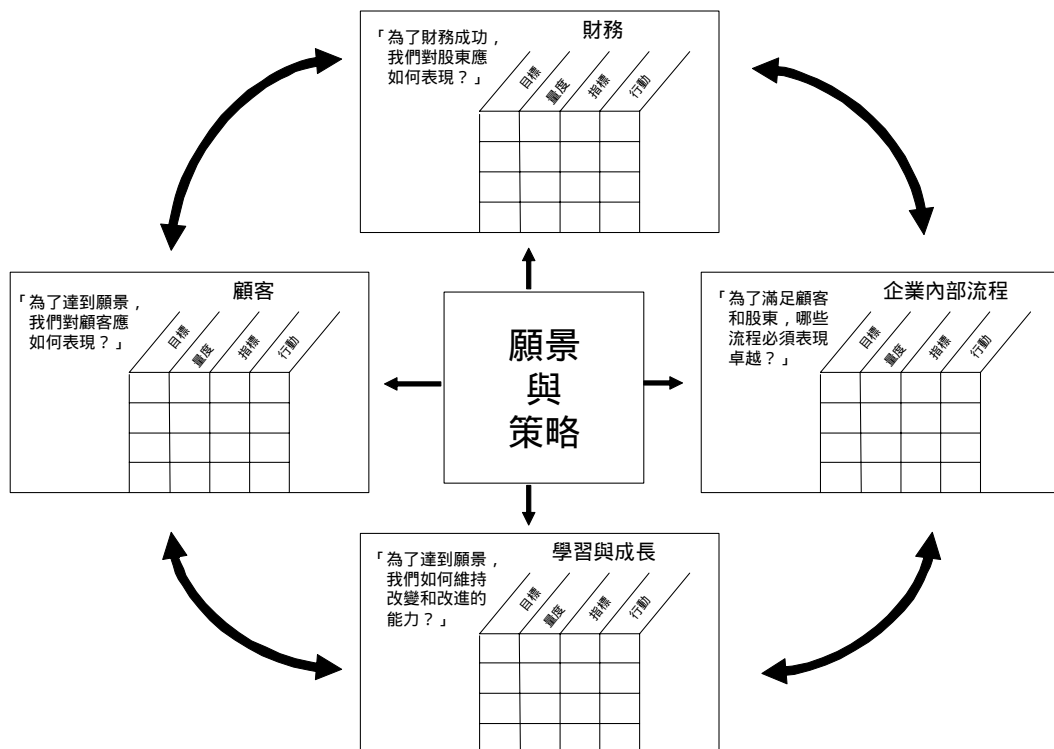 財務
「為了財務成功，
我們對股東應
如何表現？」
目標
量度
指標
行動
顧客
「為了達到願景，
我們對顧客應
如何表現？」
目標
量度
指標
行動
願景
與
策略
企業內部流程
「為了滿足顧客
和股東，哪些
流程必須表現
卓越？」
目標
量度
指標
行動
學習與成長
「為了達到願景，
我們如何維持
改變和改進的
能力？」
目標
量度
指標
行動